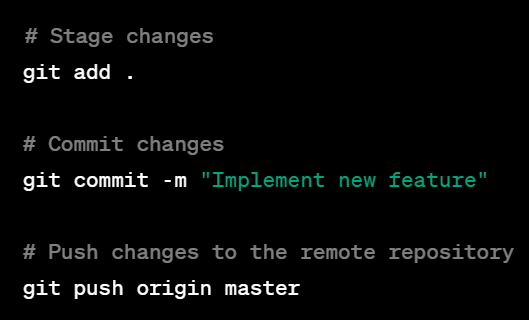 # Stage changes
git add .
# Commit changes
git commit -m "Implement new feature"
# Push changes to the remote repository
git push origin master